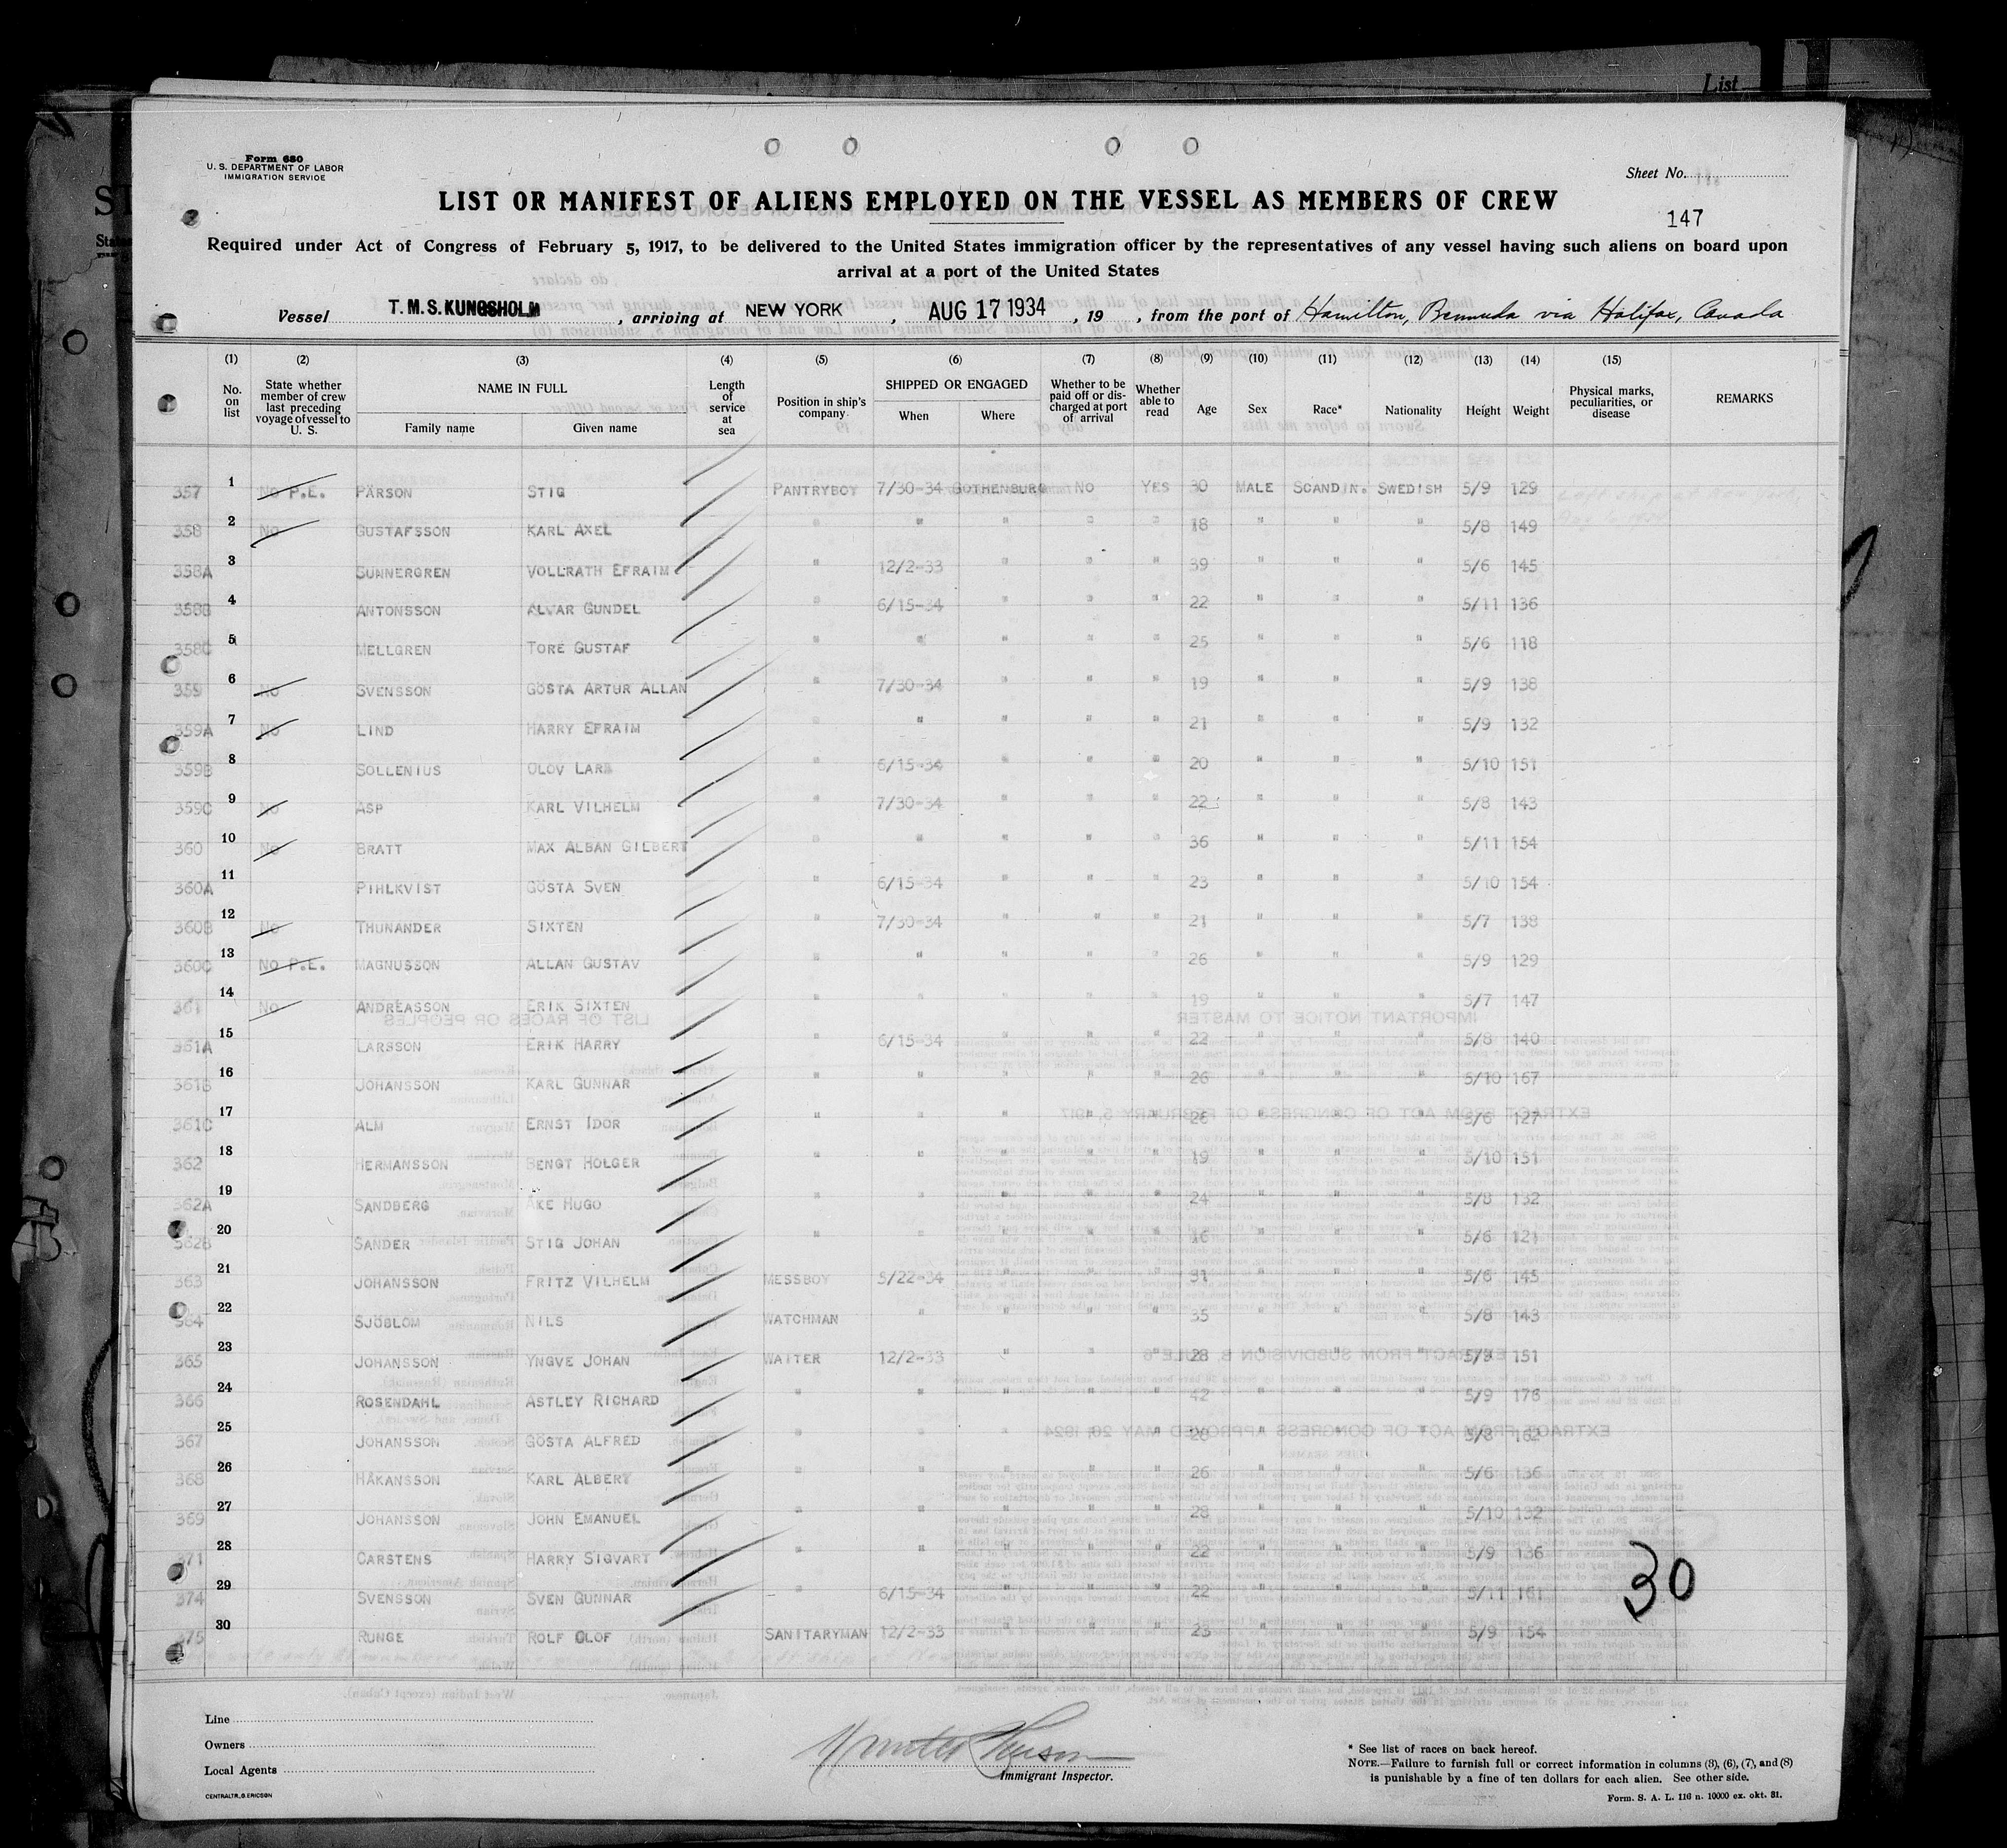 List
Form 680
U. S. DEPARTMENT OF LABOR
IMMIGRATION SERVICE
Sheet No.
LIST OR MANIFEST OF ALIENS EMPLOYED ON THE VESSEL AS MEMBERS OF CREW
147
Required under Act of Congress of February 5, 1917, to be delivered to the United States immigration officer by the representatives of any vessel having such aliens on board upon
arrival at a port of the United States
Vessel T.M.S. KUNGSHOLM, arriving at NEW YORK, AUG 17 1934, 19 , from the port of Hamilton, Bermuda via Halifax, Canada
(1) (2) (3) (4) (5) (6) (7) (8) (9) (10) (11) (12) (13) (14) (15)
No. on list
State whether member of crew last preceding voyage of vessel to U. S.
NAME IN FULL
Family name
Given name
Length of service at sea
Position in ship's company
SHIPPED OR ENGAGED
When
Where
Whether to be paid off or discharged at port of arrival
Whether able to read
Age
Sex
Race*
Nationality
Height
Weight
Physical marks, peculiarities, or disease
REMARKS
357 1 No P.E. PÄRSON STIG PANTRYBOY 7/30-34 GOTHENBURG NO YES 30 MALE SCANDIN. SWEDISH 5/9 129
358 2 No GUSTAFSSON KARL AXEL " " " " " 18 " " " 5/8 149
358A 3 SUNNERGREN VOLLRATH EFRAIM " 12/2-33 " " " 39 " " " 5/6 145
358B 4 ANTONSSON ALVAR GUNDEL " 6/15-34 " " " 22 " " " 5/11 136
358C 5 MELLGREN TORE GUSTAF " " " " " 25 " " " 5/6 118
359 6 No SVENSSON GÖSTA ARTUR ALLAN " 7/30-34 " " " 19 " " " 5/9 138
359A 7 No LIND HARRY EFRAIM " " " " " 21 " " " 5/9 132
359B 8 SOLLENIUS OLOV LARS " 6/15-34 " " " 20 " " " 5/10 151
359C 9 No ASP KARL VILHELM " 7/30-34 " " " 22 " " " 5/8 143
360 10 No BRATT MAX ALBAN GILBERT " " " " " 36 " " " 5/11 154
360A 11 PIHLKVIST GÖSTA SVEN " 6/15-34 " " " 23 " " " 5/10 154
360B 12 No THUNANDER SIXTEN " 7/30-34 " " " 21 " " " 5/7 138
360C 13 No P.E. MAGNUSSON ALLAN GUSTAV " " " " " 26 " " " 5/9 129
361 14 No ANDREASSON ERIK SIXTEN " " " " " 19 " " " 5/7 147
361A 15 LARSSON ERIK HARRY " 6/15-34 " " " 22 " " " 5/8 140
361B 16 JOHANSSON KARL GUNNAR " " " " " 26 " " " 5/10 167
361C 17 ALM ERNST IDOR " " " " " 26 " " " 5/6 127
362 18 HERMANSSON BENGT HOLGER " " " " " 19 " " " 5/10 151
362A 19 SANDBERG ÅKE HUGO " " " " " 24 " " " 5/8 132
362B 20 SANDER STIG JOHAN " " " " " 16 " " " 5/6 121
363 21 JOHANSSON FRITZ VILHELM MESSBOY 5/22-34 " " " 31 " " " 5/6 145
364 22 SJÖBLOM NILS WATCHMAN " " " " 35 " " " 5/8 143
365 23 JOHANSSON YNGVE JOHAN WAITER 12/2-33 " " " 28 " " " 5/9 151
366 24 ROSENDAHL ASTLEY RICHARD " " " " " 42 " " " 5/9 176
367 25 JOHANSSON GÖSTA ALFRED " " " " " 20 " " " 5/8 162
368 26 HÅKANSSON KARL ALBERT " " " " " 26 " " " 5/6 136
369 27 JOHANSSON JOHN EMANUEL " " " " " 28 " " " 5/10 132
371 28 CARSTENS HARRY SIGVART " " " " " 22 " " " 5/9 136
374 29 SVENSSON SVEN GUNNAR " 6/15-34 " " " 22 " " " 5/11 161
375 30 RUNGE ROLF OLOF SANITARYMAN 12/2-33 " " " 23 " " " 5/9 154
30
Line
Owners
Local Agents
Immigrant Inspector.
* See list of races on back hereof.
NOTE.—Failure to furnish full or correct information in columns (3), (6), (7), and (8)
is punishable by a fine of ten dollars for each alien. See other side.
CENTRALTR., G. ERICSON
Form. S. A. L. 116 n. 10000 ex. okt. 31.